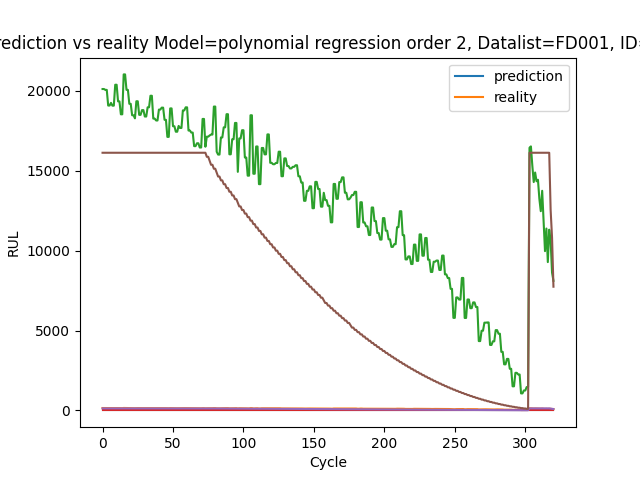 rediction vs reality Model=polynomial regression order 2, Datalist=FD001, ID=
prediction
reality
20000
15000
10000
5000
0
RUL
0 50 100 150 200 250 300
Cycle